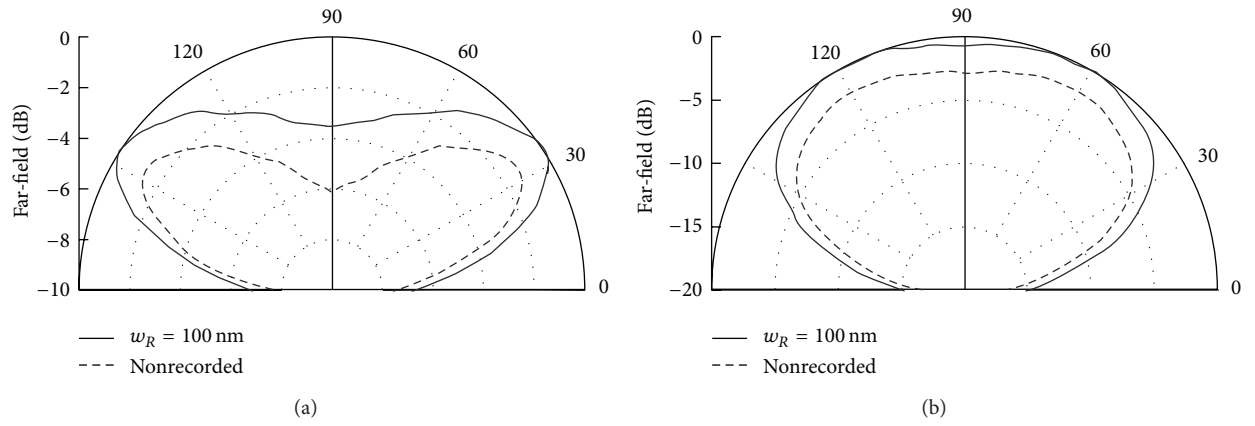 90
120
60
30
0
0
−2
−4
−6
−8
−10
Far-field (dB)
w_R = 100 nm
Nonrecorded
(a)
90
120
60
30
0
0
−5
−10
−15
−20
Far-field (dB)
w_R = 100 nm
Nonrecorded
(b)